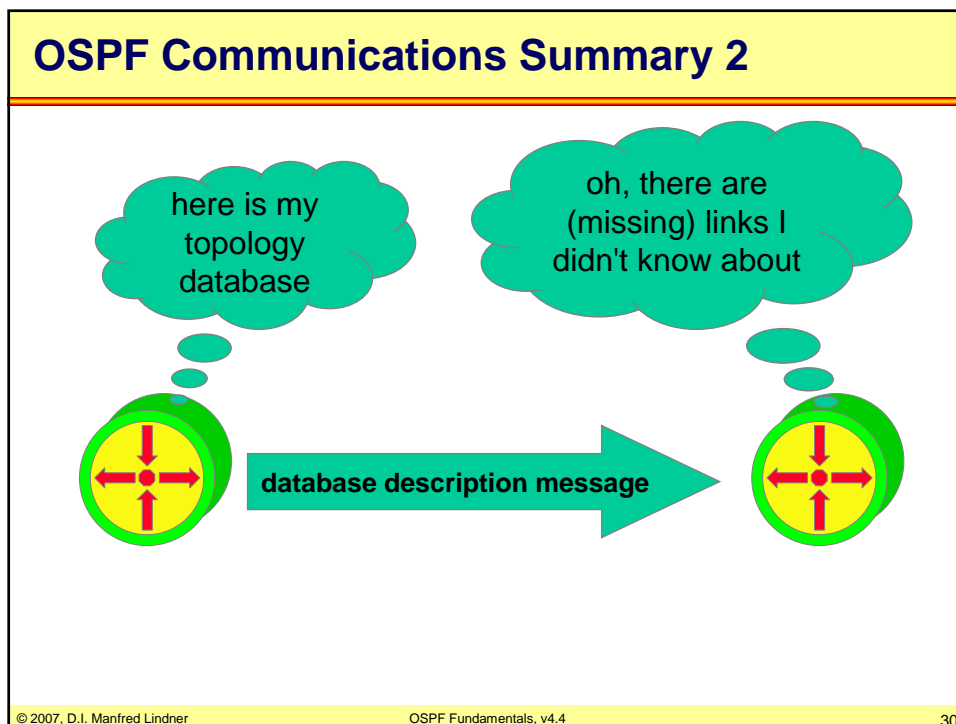 OSPF Communications Summary 2
here is my
topology
database
oh, there are
(missing) links I
didn't know about
database description message
© 2007, D.I. Manfred Lindner
OSPF Fundamentals, v4.4
30